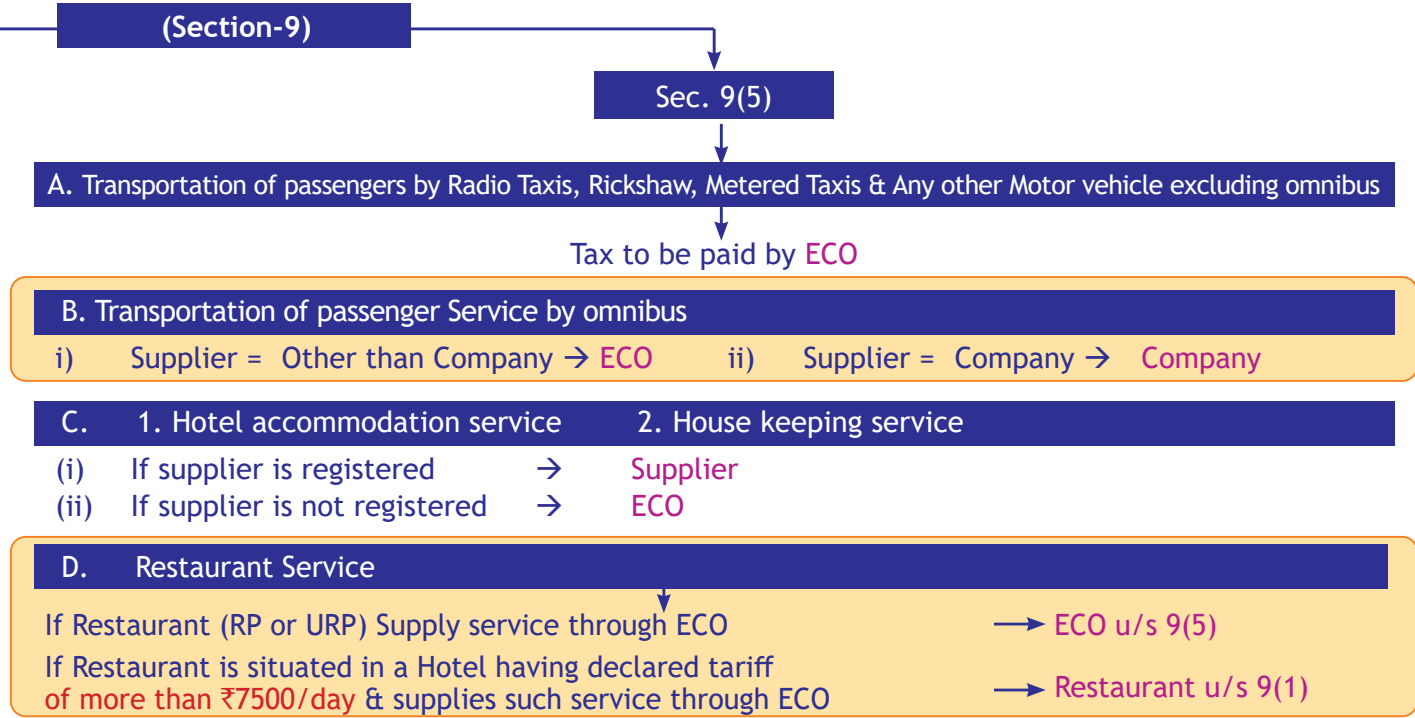 (Section-9)
Sec. 9(5)
A. Transportation of passengers by Radio Taxis, Rickshaw, Metered Taxis & Any other Motor vehicle excluding omnibus
Tax to be paid by ECO
B. Transportation of passenger Service by omnibus
i) Supplier = Other than Company → ECO ii) Supplier = Company → Company
C. 1. Hotel accommodation service 2. House keeping service
(i) If supplier is registered → Supplier
(ii) If supplier is not registered → ECO
D. Restaurant Service
If Restaurant (RP or URP) Supply service through ECO → ECO u/s 9(5)
If Restaurant is situated in a Hotel having declared tariff
of more than ₹7500/day & supplies such service through ECO → Restaurant u/s 9(1)